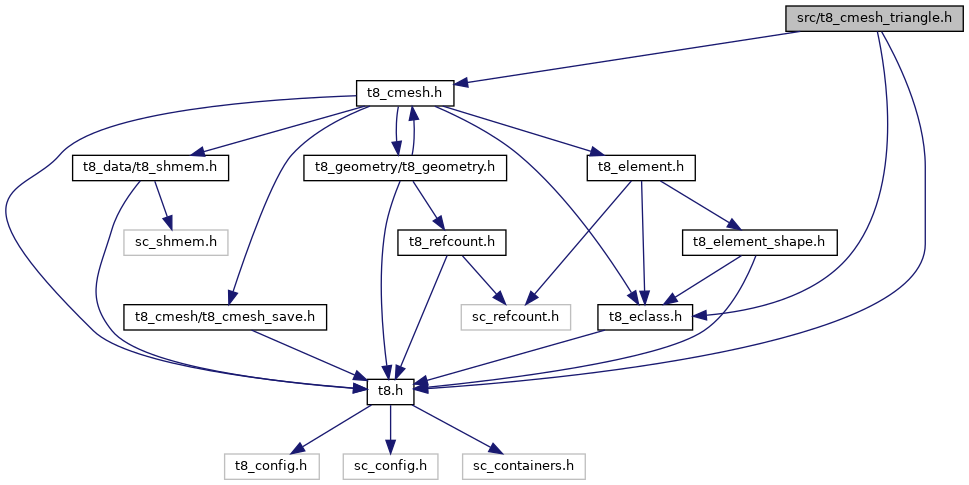 src/t8_cmesh_triangle.h
t8_cmesh.h
t8_data/t8_shmem.h
t8_geometry/t8_geometry.h
t8_element.h
sc_shmem.h
t8_refcount.h
t8_element_shape.h
t8_cmesh/t8_cmesh_save.h
sc_refcount.h
t8_eclass.h
t8.h
t8_config.h
sc_config.h
sc_containers.h